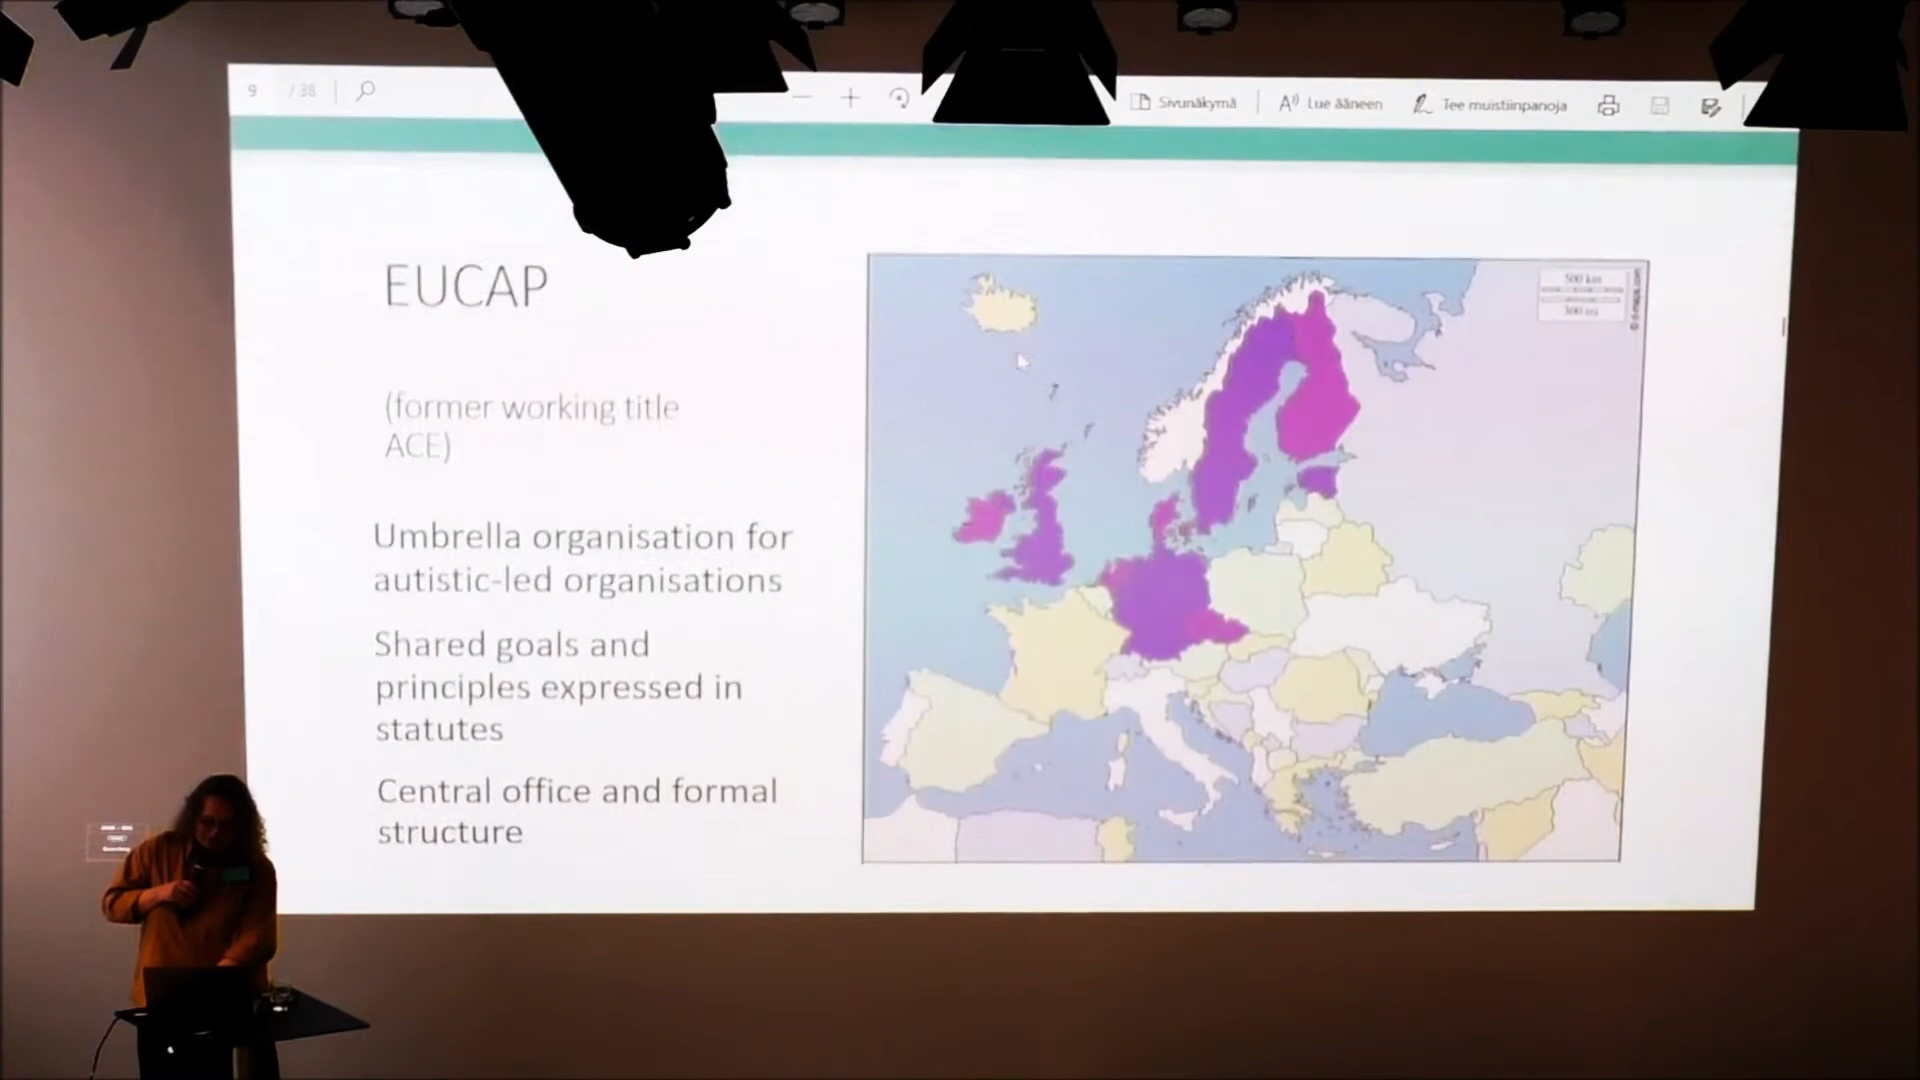 9 / 38
Sivunäkymä
Lue ääneen
Tee muistiinpanoja
EUCAP
500 km
300 mi
(former working title
ACE)
Umbrella organisation for
autistic-led organisations
Shared goals and
principles expressed in
statutes
Central office and formal
structure